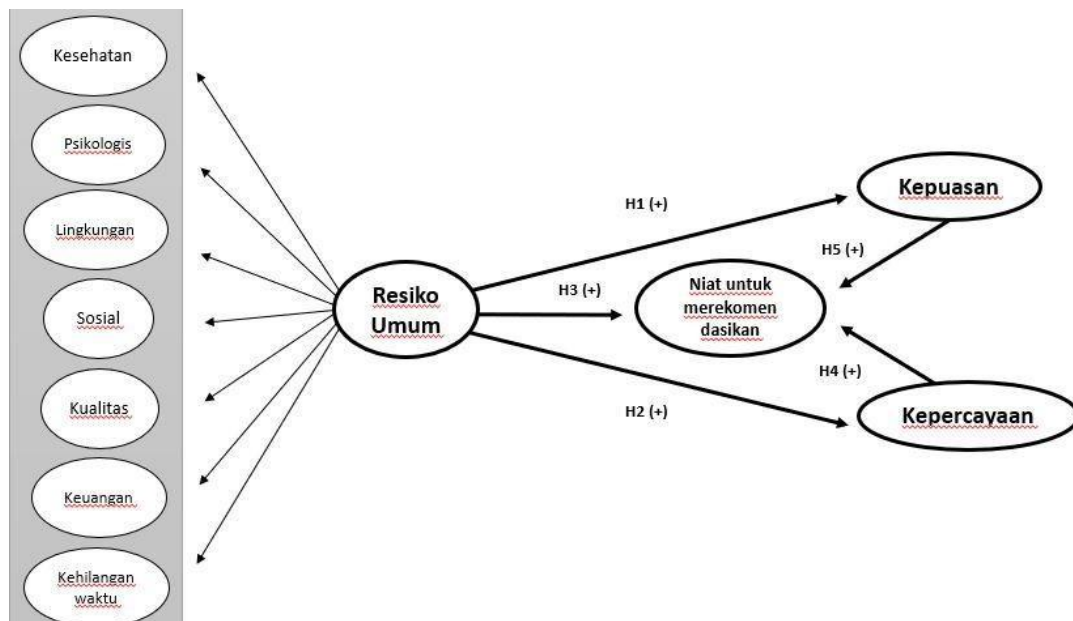 Kesehatan
Psikologis
Lingkungan
Sosial
Kualitas
Keuangan
Kehilangan
waktu
Resiko
Umum
H1 (+)
H3 (+)
H2 (+)
Niat untuk
merekomen
dasikan
H5 (+)
H4 (+)
Kepuasan
Kepercayaan